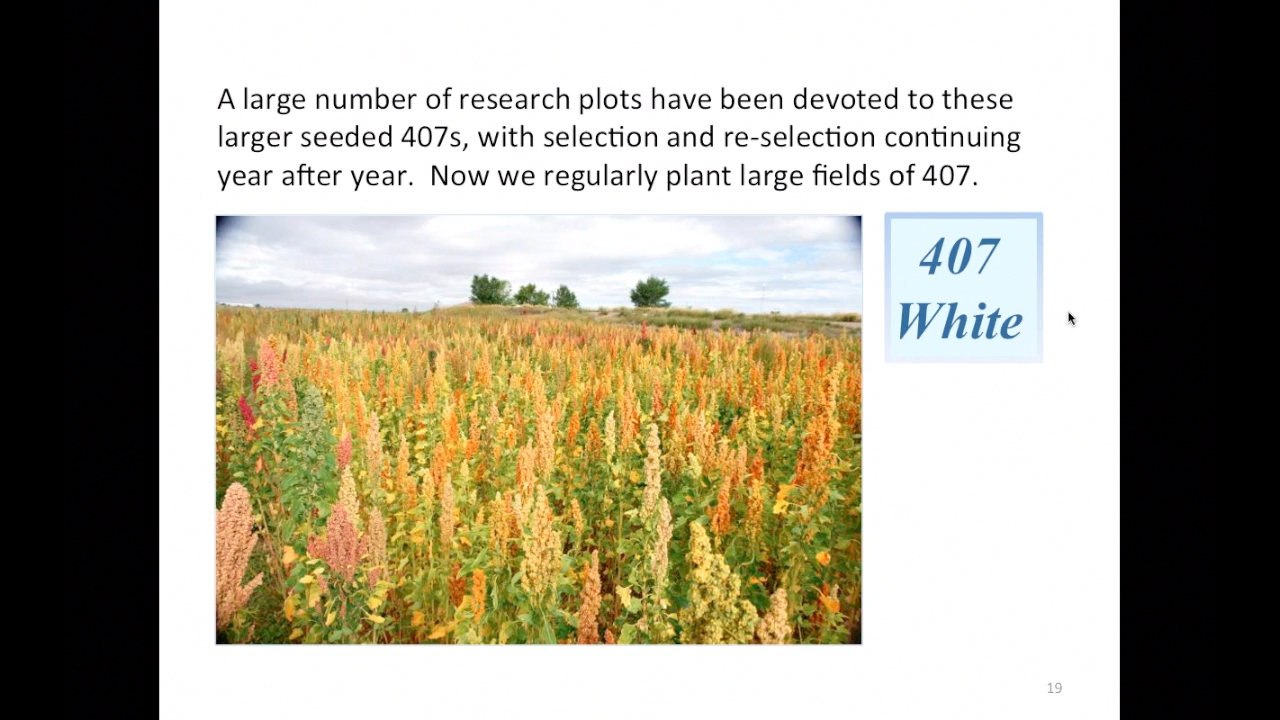 A large number of research plots have been devoted to these
larger seeded 407s, with selection and re-selection continuing
year after year.  Now we regularly plant large fields of 407.
407
White
19